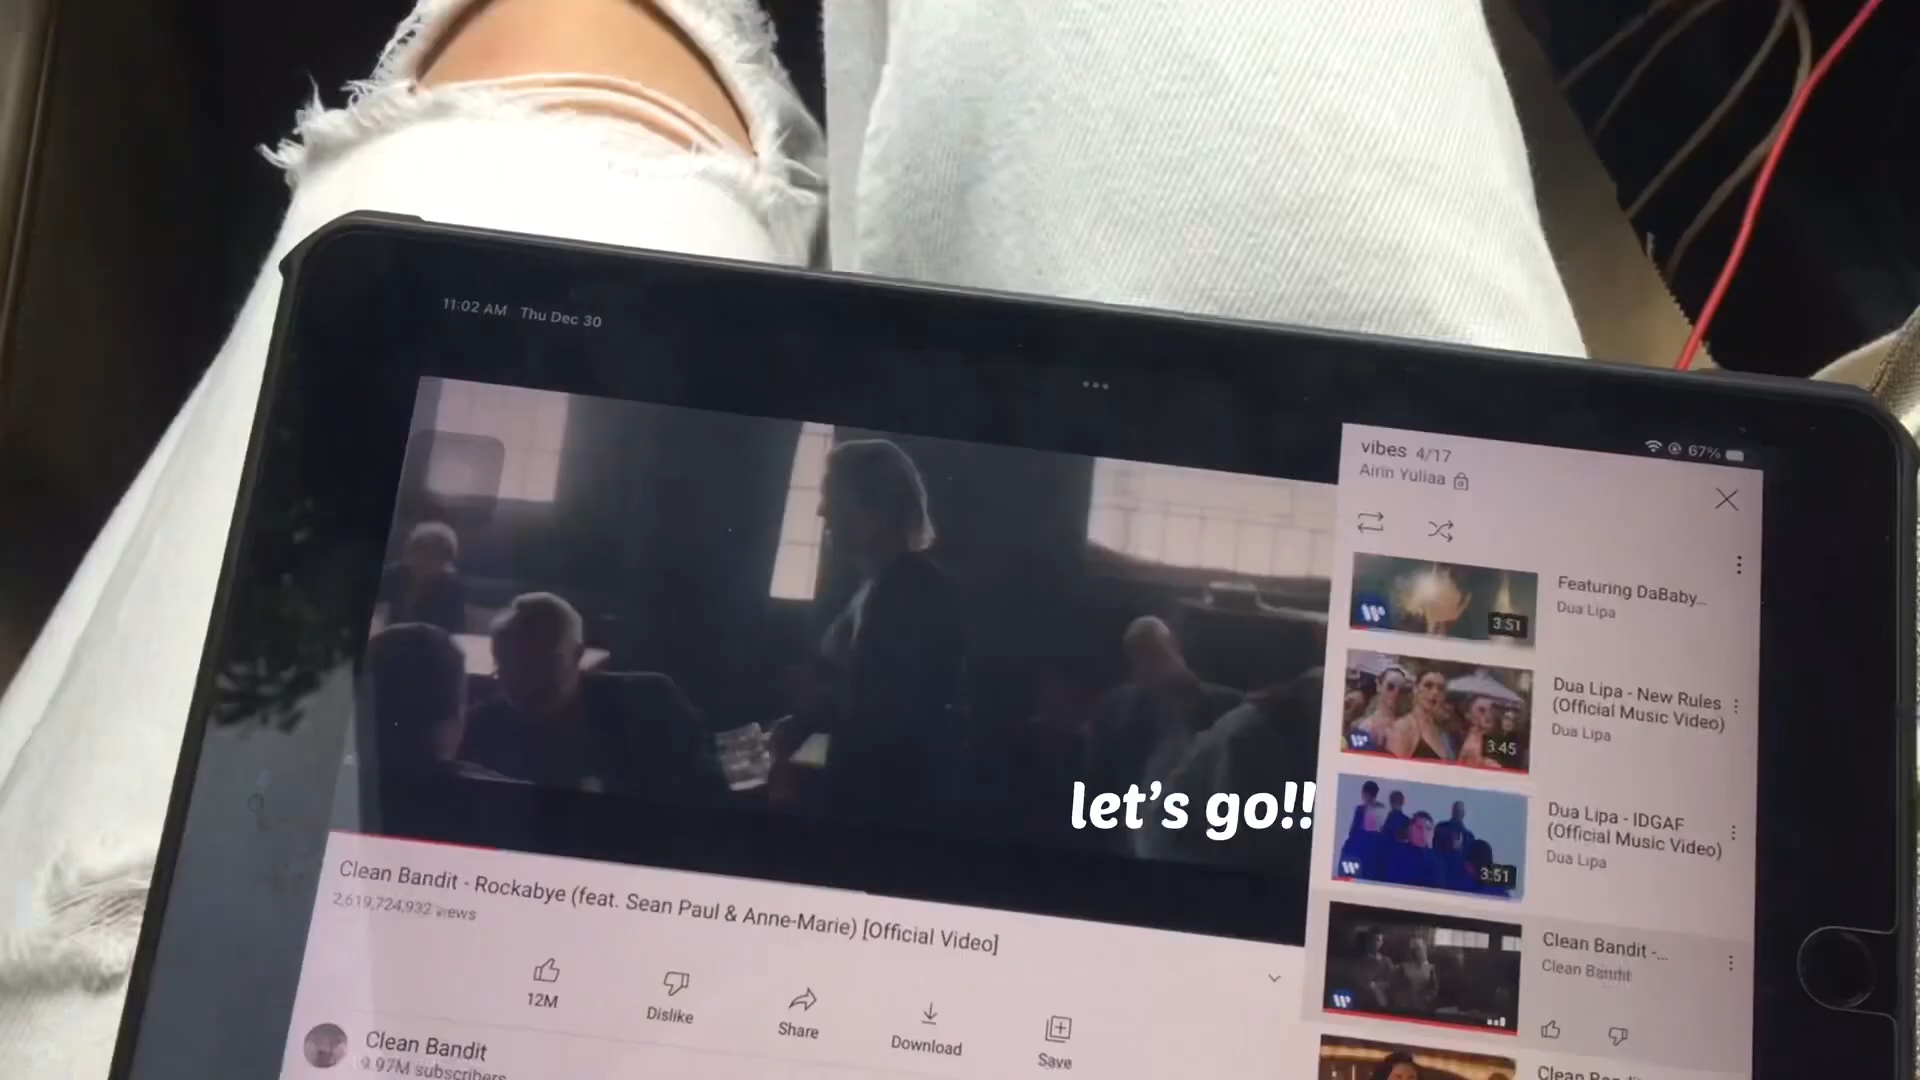 11:02 AM Thu Dec 30
67%
vibes 4/17
Airin Yuliaa
Featuring DaBaby...
Dua Lipa
3:51
Dua Lipa - New Rules
(Official Music Video)
Dua Lipa
3:45
Dua Lipa - IDGAF
(Official Music Video)
Dua Lipa
3:51
Clean Bandit -...
Clean Bandit
let's go!!
Clean Bandit - Rockabye (feat. Sean Paul & Anne-Marie) [Official Video]
2,619,724,932 views
12M
Dislike
Share
Download
Save
Clean Bandit
9.97M subscribers